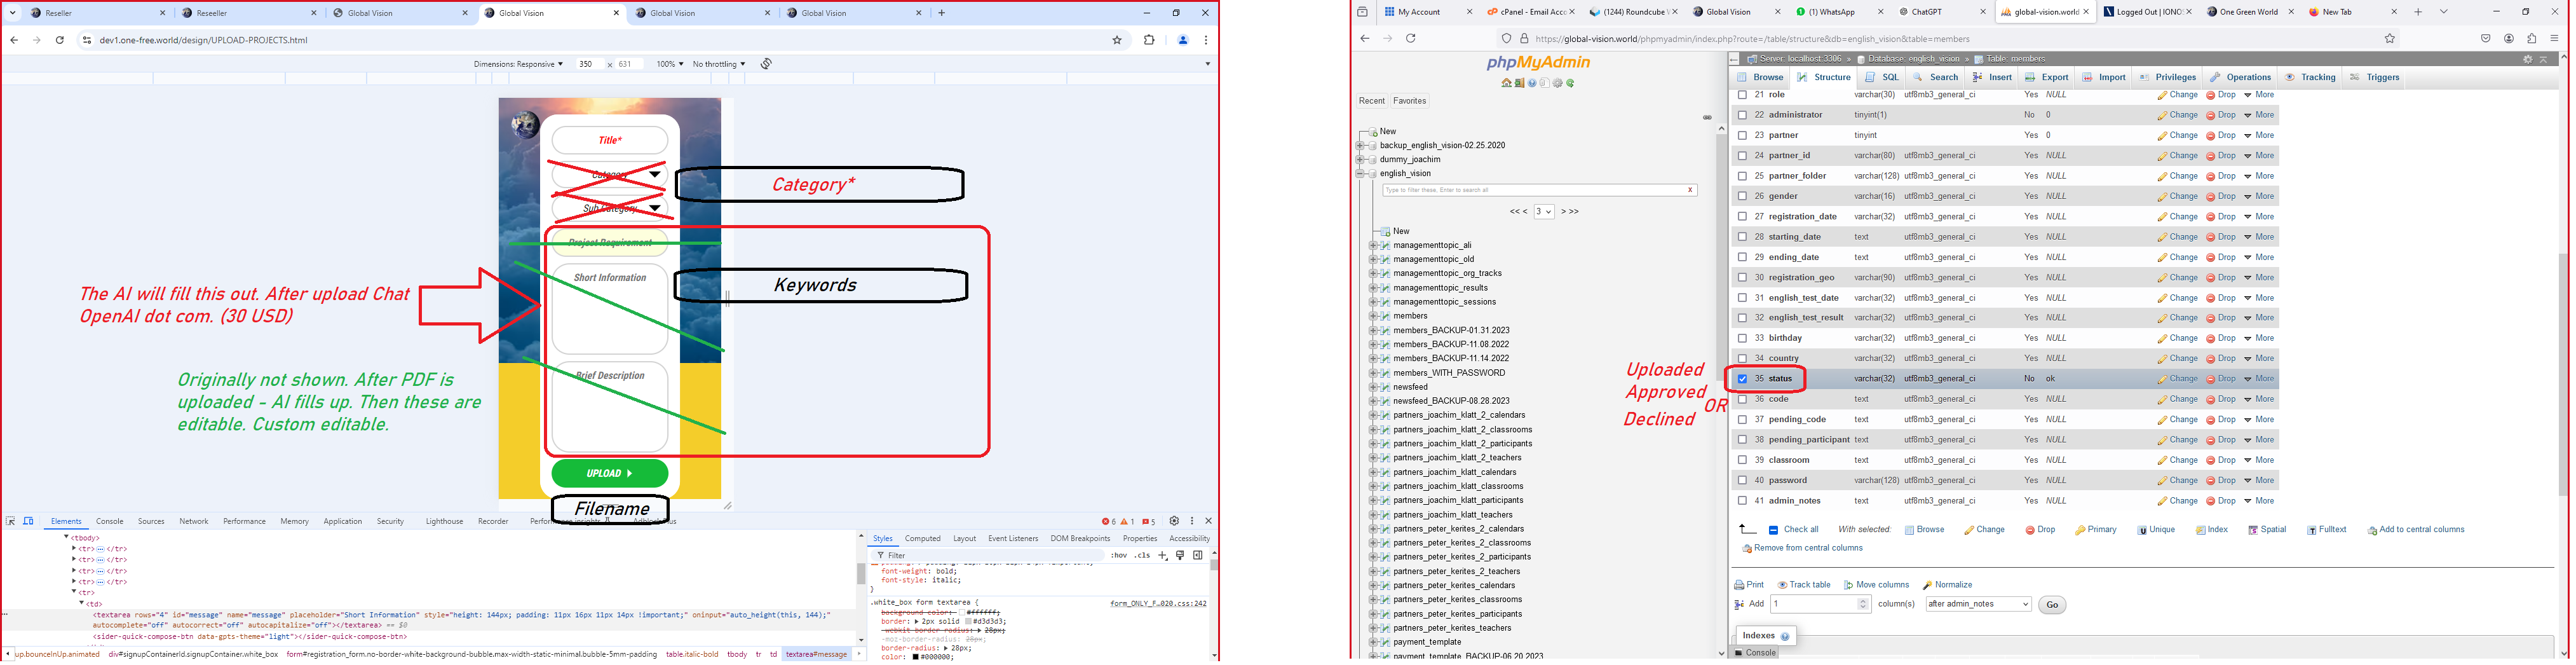 Reseller
Reseeller
Global Vision
Global Vision
Global Vision
Global Vision
dev1.one-free.world/design/UPLOAD-PROJECTS.html
Dimensions: Responsive
350 x 631
100%
No throttling
Title*
Category
Sub Category
Category*
Project Requirement
Short Information
Keywords
Brief Description
UPLOAD
Filename
The AI will fill this out. After upload Chat
OpenAI dot com. (30 USD)
Originally not shown. After PDF is
uploaded - AI fills up. Then these are
editable. Custom editable.
Elements
Console
Sources
Network
Performance
Memory
Application
Security
Lighthouse
Recorder
Performance insights
Adblock Plus
6
1
5
<tbody>
<tr> </tr>
<tr> </tr>
<tr> </tr>
<tr> </tr>
<tr>
<td>
<textarea rows="4" id="message" name="message" placeholder="Short Information" style="height: 144px; padding: 11px 16px 11px 14px !important;" oninput="auto_height(this, 144);"
autocomplete="off" autocorrect="off" autocapitalize="off"></textarea> == $0
<sider-quick-compose-btn data-gpts-theme="light"></sider-quick-compose-btn>
up.bounceInUp.animated
div#signupContainerId.signupContainer.white_box
form#registration_form.no-border-white-background-bubble.max-width-static-minimal.bubble-5mm-padding
table.italic-bold
tbody
tr
td
textarea#message
Styles
Computed
Layout
Event Listeners
DOM Breakpoints
Properties
Accessibility
Filter
:hov .cls
font-weight: bold;
font-style: italic;
}
.white_box form textarea {
form_ONLY_F…020.css:242
background-color: #ffffff;
border: 2px solid #d3d3d3;
-webkit-border-radius: 28px;
-moz-border-radius: 28px;
border-radius: 28px;
color: #000000;
My Account
cPanel - Email Acco
(1244) Roundcube
Global Vision
(1) WhatsApp
ChatGPT
global-vision.world
Logged Out | IONOS
One Green World
New Tab
https://global-vision.world/phpmyadmin/index.php?route=/table/structure&db=english_vision&table=members
phpMyAdmin
Recent
Favorites
New
backup_english_vision-02.25.2020
dummy_joachim
english_vision
Type to filter these, Enter to search all
X
<< < 3 > >>
New
managementtopic_ali
managementtopic_old
managementtopic_org_tracks
managementtopic_results
managementtopic_sessions
members
members_BACKUP-01.31.2023
members_BACKUP-11.08.2022
members_BACKUP-11.14.2022
members_WITH_PASSWORD
newsfeed
newsfeed_BACKUP-08.28.2023
partners_joachim_klatt_2_calendars
partners_joachim_klatt_2_classrooms
partners_joachim_klatt_2_participants
partners_joachim_klatt_2_teachers
partners_joachim_klatt_calendars
partners_joachim_klatt_classrooms
partners_joachim_klatt_participants
partners_joachim_klatt_teachers
partners_peter_kerites_2_calendars
partners_peter_kerites_2_classrooms
partners_peter_kerites_2_participants
partners_peter_kerites_2_teachers
partners_peter_kerites_calendars
partners_peter_kerites_classrooms
partners_peter_kerites_participants
partners_peter_kerites_teachers
payment_template
payment_template_BACKUP-06.20.2023
Uploaded
Approved
OR
Declined
Server: localhost:3306 » Database: english_vision » Table: members
Browse
Structure
SQL
Search
Insert
Export
Import
Privileges
Operations
Tracking
Triggers
21 role varchar(30) utf8mb3_general_ci Yes NULL Change Drop More
22 administrator tinyint(1) No 0 Change Drop More
23 partner tinyint Yes 0 Change Drop More
24 partner_id varchar(80) utf8mb3_general_ci Yes NULL Change Drop More
25 partner_folder varchar(128) utf8mb3_general_ci Yes NULL Change Drop More
26 gender varchar(16) utf8mb3_general_ci Yes NULL Change Drop More
27 registration_date varchar(32) utf8mb3_general_ci Yes NULL Change Drop More
28 starting_date text utf8mb3_general_ci Yes NULL Change Drop More
29 ending_date text utf8mb3_general_ci Yes NULL Change Drop More
30 registration_geo varchar(90) utf8mb3_general_ci Yes NULL Change Drop More
31 english_test_date varchar(32) utf8mb3_general_ci Yes NULL Change Drop More
32 english_test_result varchar(32) utf8mb3_general_ci Yes NULL Change Drop More
33 birthday varchar(32) utf8mb3_general_ci Yes NULL Change Drop More
34 country varchar(32) utf8mb3_general_ci Yes NULL Change Drop More
35 status varchar(32) utf8mb3_general_ci No ok Change Drop More
36 code text utf8mb3_general_ci Yes NULL Change Drop More
37 pending_code text utf8mb3_general_ci Yes NULL Change Drop More
38 pending_participant text utf8mb3_general_ci Yes NULL Change Drop More
39 classroom text utf8mb3_general_ci Yes NULL Change Drop More
40 password varchar(128) utf8mb3_general_ci Yes NULL Change Drop More
41 admin_notes text utf8mb3_general_ci Yes NULL Change Drop More
Check all With selected: Browse Change Drop Primary Unique Index Spatial Fulltext Add to central columns
Remove from central columns
Print Track table Move columns Normalize
Add 1 column(s) after admin_notes Go
Indexes
Console